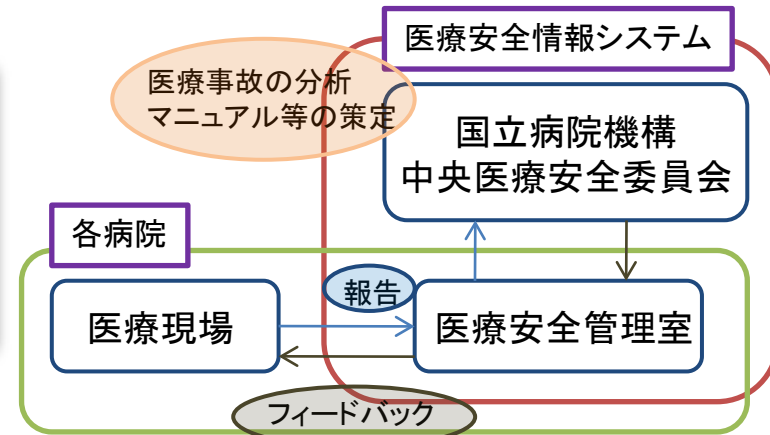 医療安全情報システム
医療事故の分析
マニュアル等の策定
国立病院機構
中央医療安全委員会
各病院
報告
医療現場
医療安全管理室
フィードバック